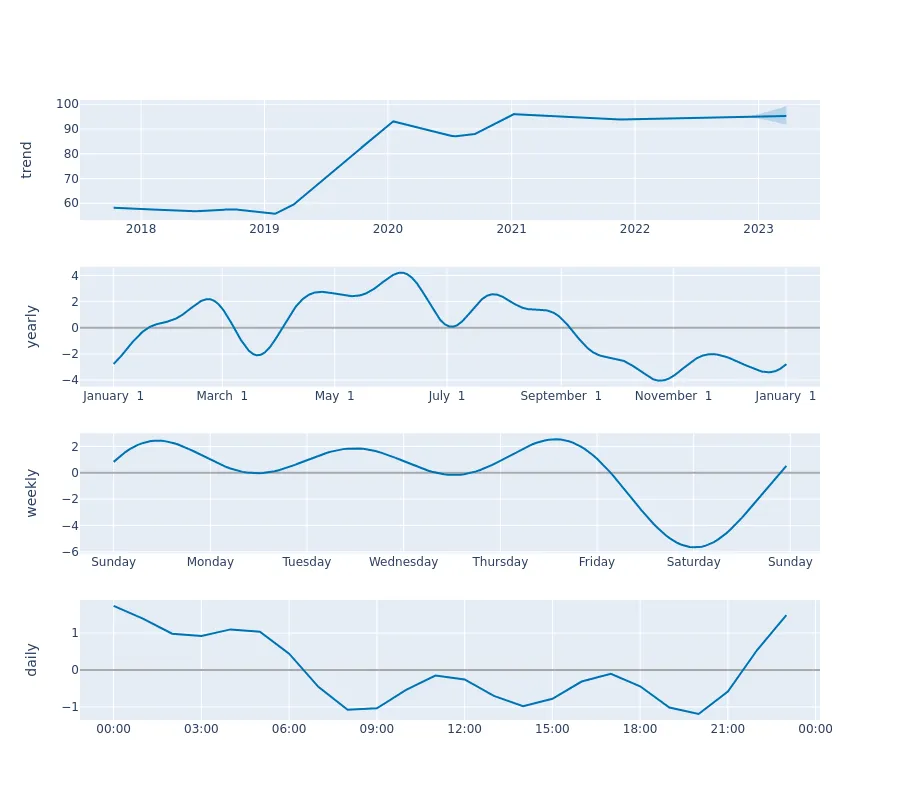 trend
100
90
80
70
60
2018 2019 2020 2021 2022 2023
yearly
4
2
0
−2
−4
January 1 March 1 May 1 July 1 September 1 November 1 January 1
weekly
2
0
−2
−4
−6
Sunday Monday Tuesday Wednesday Thursday Friday Saturday Sunday
daily
1
0
−1
00:00 03:00 06:00 09:00 12:00 15:00 18:00 21:00 00:00